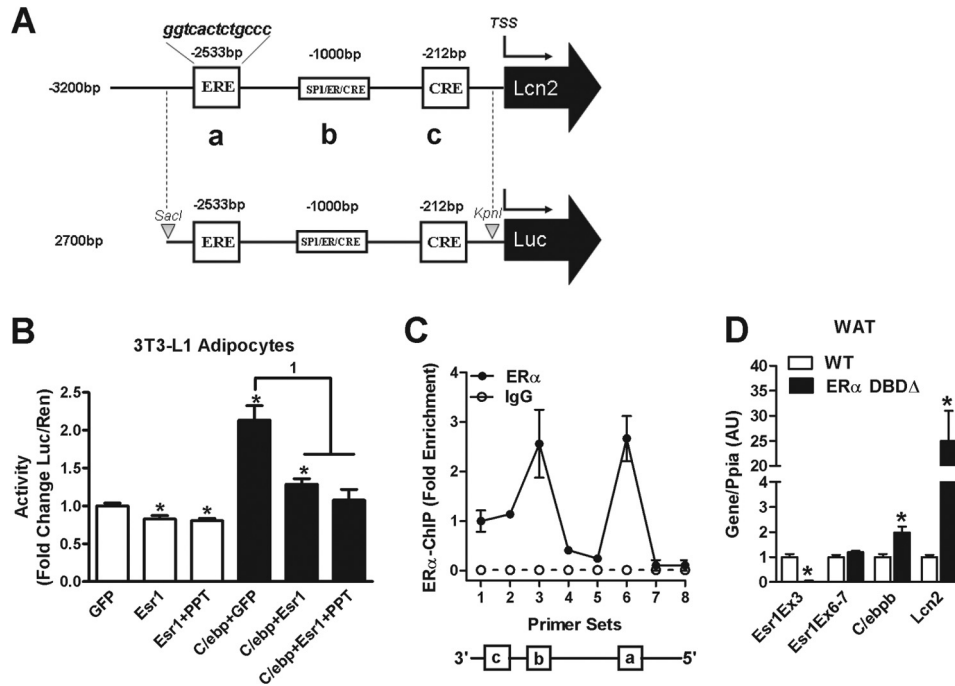 A
ggtcactctgccc
TSS
-2533bp
-1000bp
-212bp
-3200bp
ERE
SP1/ER/CRE
CRE
Lcn2
a
b
c
SacI
-2533bp
-1000bp
-212bp
KpnI
2700bp
ERE
SP1/ER/CRE
CRE
Luc
B
3T3-L1 Adipocytes
Activity
(Fold Change Luc/Ren)
2.5
2.0
1.5
1.0
0.5
0.0
1
*
*
*
*
GFP
Esr1
Esr1+PPT
C/ebp+GFP
C/ebp+Esr1
C/ebp+Esr1+PPT
C
ERα-ChIP (Fold Enrichment)
4
3
2
1
0
ERα
IgG
1 2 3 4 5 6 7 8
Primer Sets
3' c b a 5'
D
WAT
WT
ERα DBDΔ
Gene/Ppia (AU)
40
35
30
25
20
15
10
4
2
1
0
*
*
*
Esr1Ex3
Esr1Ex6-7
C/ebpb
Lcn2